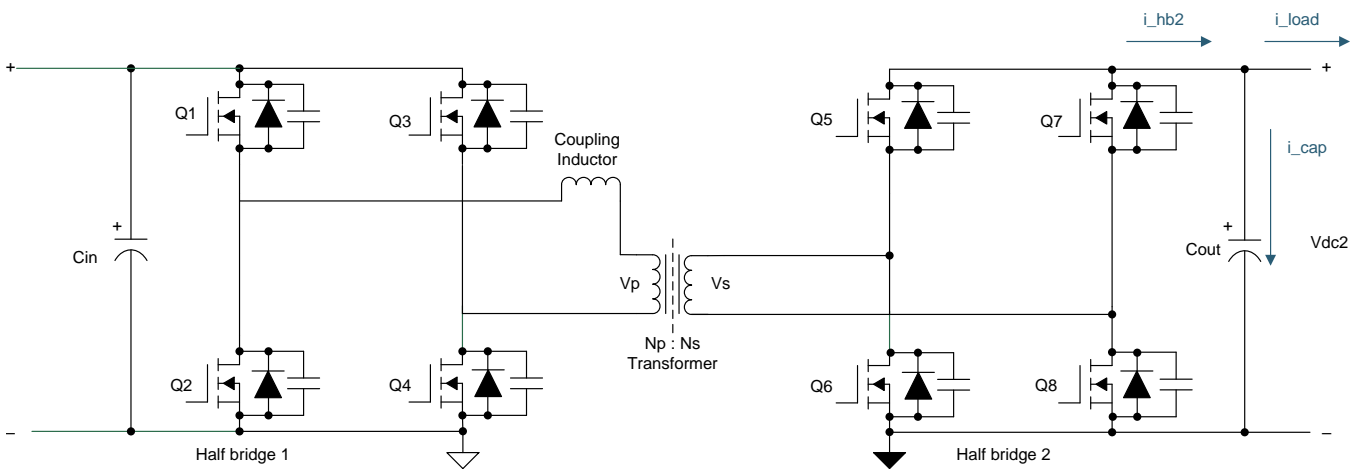 i_hb2
i_load
+
+
Q1
Q3
Q5
Q7
Coupling
Inductor
i_cap
+
+
Cin
Vp
Vs
Cout
Vdc2
Np : Ns
Transformer
Q2
Q4
Q6
Q8
–
–
Half bridge 1
Half bridge 2